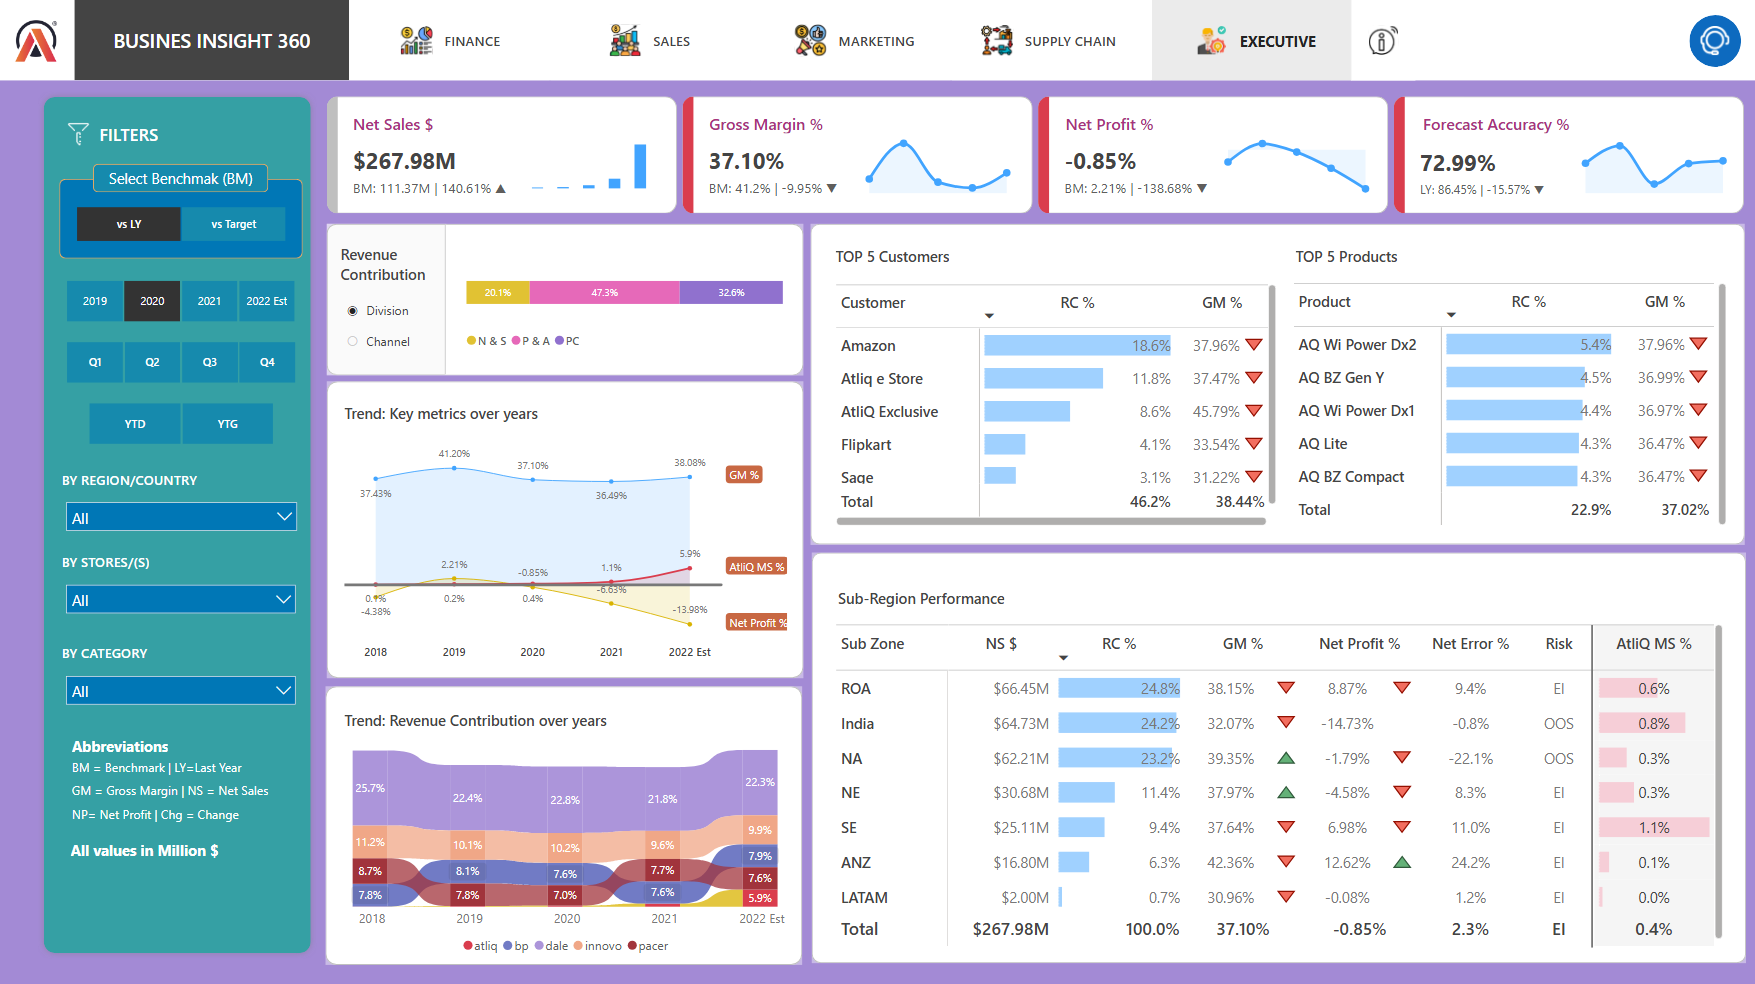 BUSINES INSIGHT 360
FINANCE
SALES
MARKETING
SUPPLY CHAIN
EXECUTIVE
FILTERS
Select Benchmak (BM)
vs LY vs Target
2019 2020 2021 2022 Est
Q1 Q2 Q3 Q4
YTD YTG
BY REGION/COUNTRY
All
BY STORES/(S)
All
BY CATEGORY
All
Abbreviations
BM = Benchmark | LY=Last Year
GM = Gross Margin | NS = Net Sales
NP= Net Profit | Chg = Change
All values in Million $
Net Sales $
$267.98M
BM: 111.37M | 140.61% ▲
Gross Margin %
37.10%
BM: 41.2% | -9.95% ▼
Net Profit %
-0.85%
BM: 2.21% | -138.68% ▼
Forecast Accuracy %
72.99%
LY: 86.45% | -15.57% ▼
Revenue
Contribution
Division
Channel
20.1% 47.3% 32.6%
N & S P & A PC
Trend: Key metrics over years
37.43% 41.20% 37.10% 36.49% 38.08%
GM %
0.1% 0.2% 0.4% 1.1% 5.9%
AtliQ MS %
-4.38% 2.21% -0.85% -6.63% -13.98%
Net Profit %
2018 2019 2020 2021 2022 Est
Trend: Revenue Contribution over years
25.7% 22.4% 22.8% 21.8% 22.3%
11.2% 10.1% 10.2% 9.6% 9.9%
8.7% 8.1% 7.6% 7.7% 7.9%
7.8% 7.8% 7.0% 7.6% 7.6%
5.9%
2018 2019 2020 2021 2022 Est
atliq bp dale innovo pacer
TOP 5 Customers
Customer RC % GM %
Amazon 18.6% 37.96%
Atliq e Store 11.8% 37.47%
AtliQ Exclusive 8.6% 45.79%
Flipkart 4.1% 33.54%
Sage 3.1% 31.22%
Total 46.2% 38.44%
TOP 5 Products
Product RC % GM %
AQ Wi Power Dx2 5.4% 37.96%
AQ BZ Gen Y 4.5% 36.99%
AQ Wi Power Dx1 4.4% 36.97%
AQ Lite 4.3% 36.47%
AQ BZ Compact 4.3% 36.47%
Total 22.9% 37.02%
Sub-Region Performance
Sub Zone NS $ RC % GM % Net Profit % Net Error % Risk AtliQ MS %
ROA $66.45M 24.8% 38.15% 8.87% 9.4% EI 0.6%
India $64.73M 24.2% 32.07% -14.73% -0.8% OOS 0.8%
NA $62.21M 23.2% 39.35% -1.79% -22.1% OOS 0.3%
NE $30.68M 11.4% 37.97% -4.58% 8.3% EI 0.3%
SE $25.11M 9.4% 37.64% 6.98% 11.0% EI 1.1%
ANZ $16.80M 6.3% 42.36% 12.62% 24.2% EI 0.1%
LATAM $2.00M 0.7% 30.96% -0.08% 1.2% EI 0.0%
Total $267.98M 100.0% 37.10% -0.85% 2.3% EI 0.4%